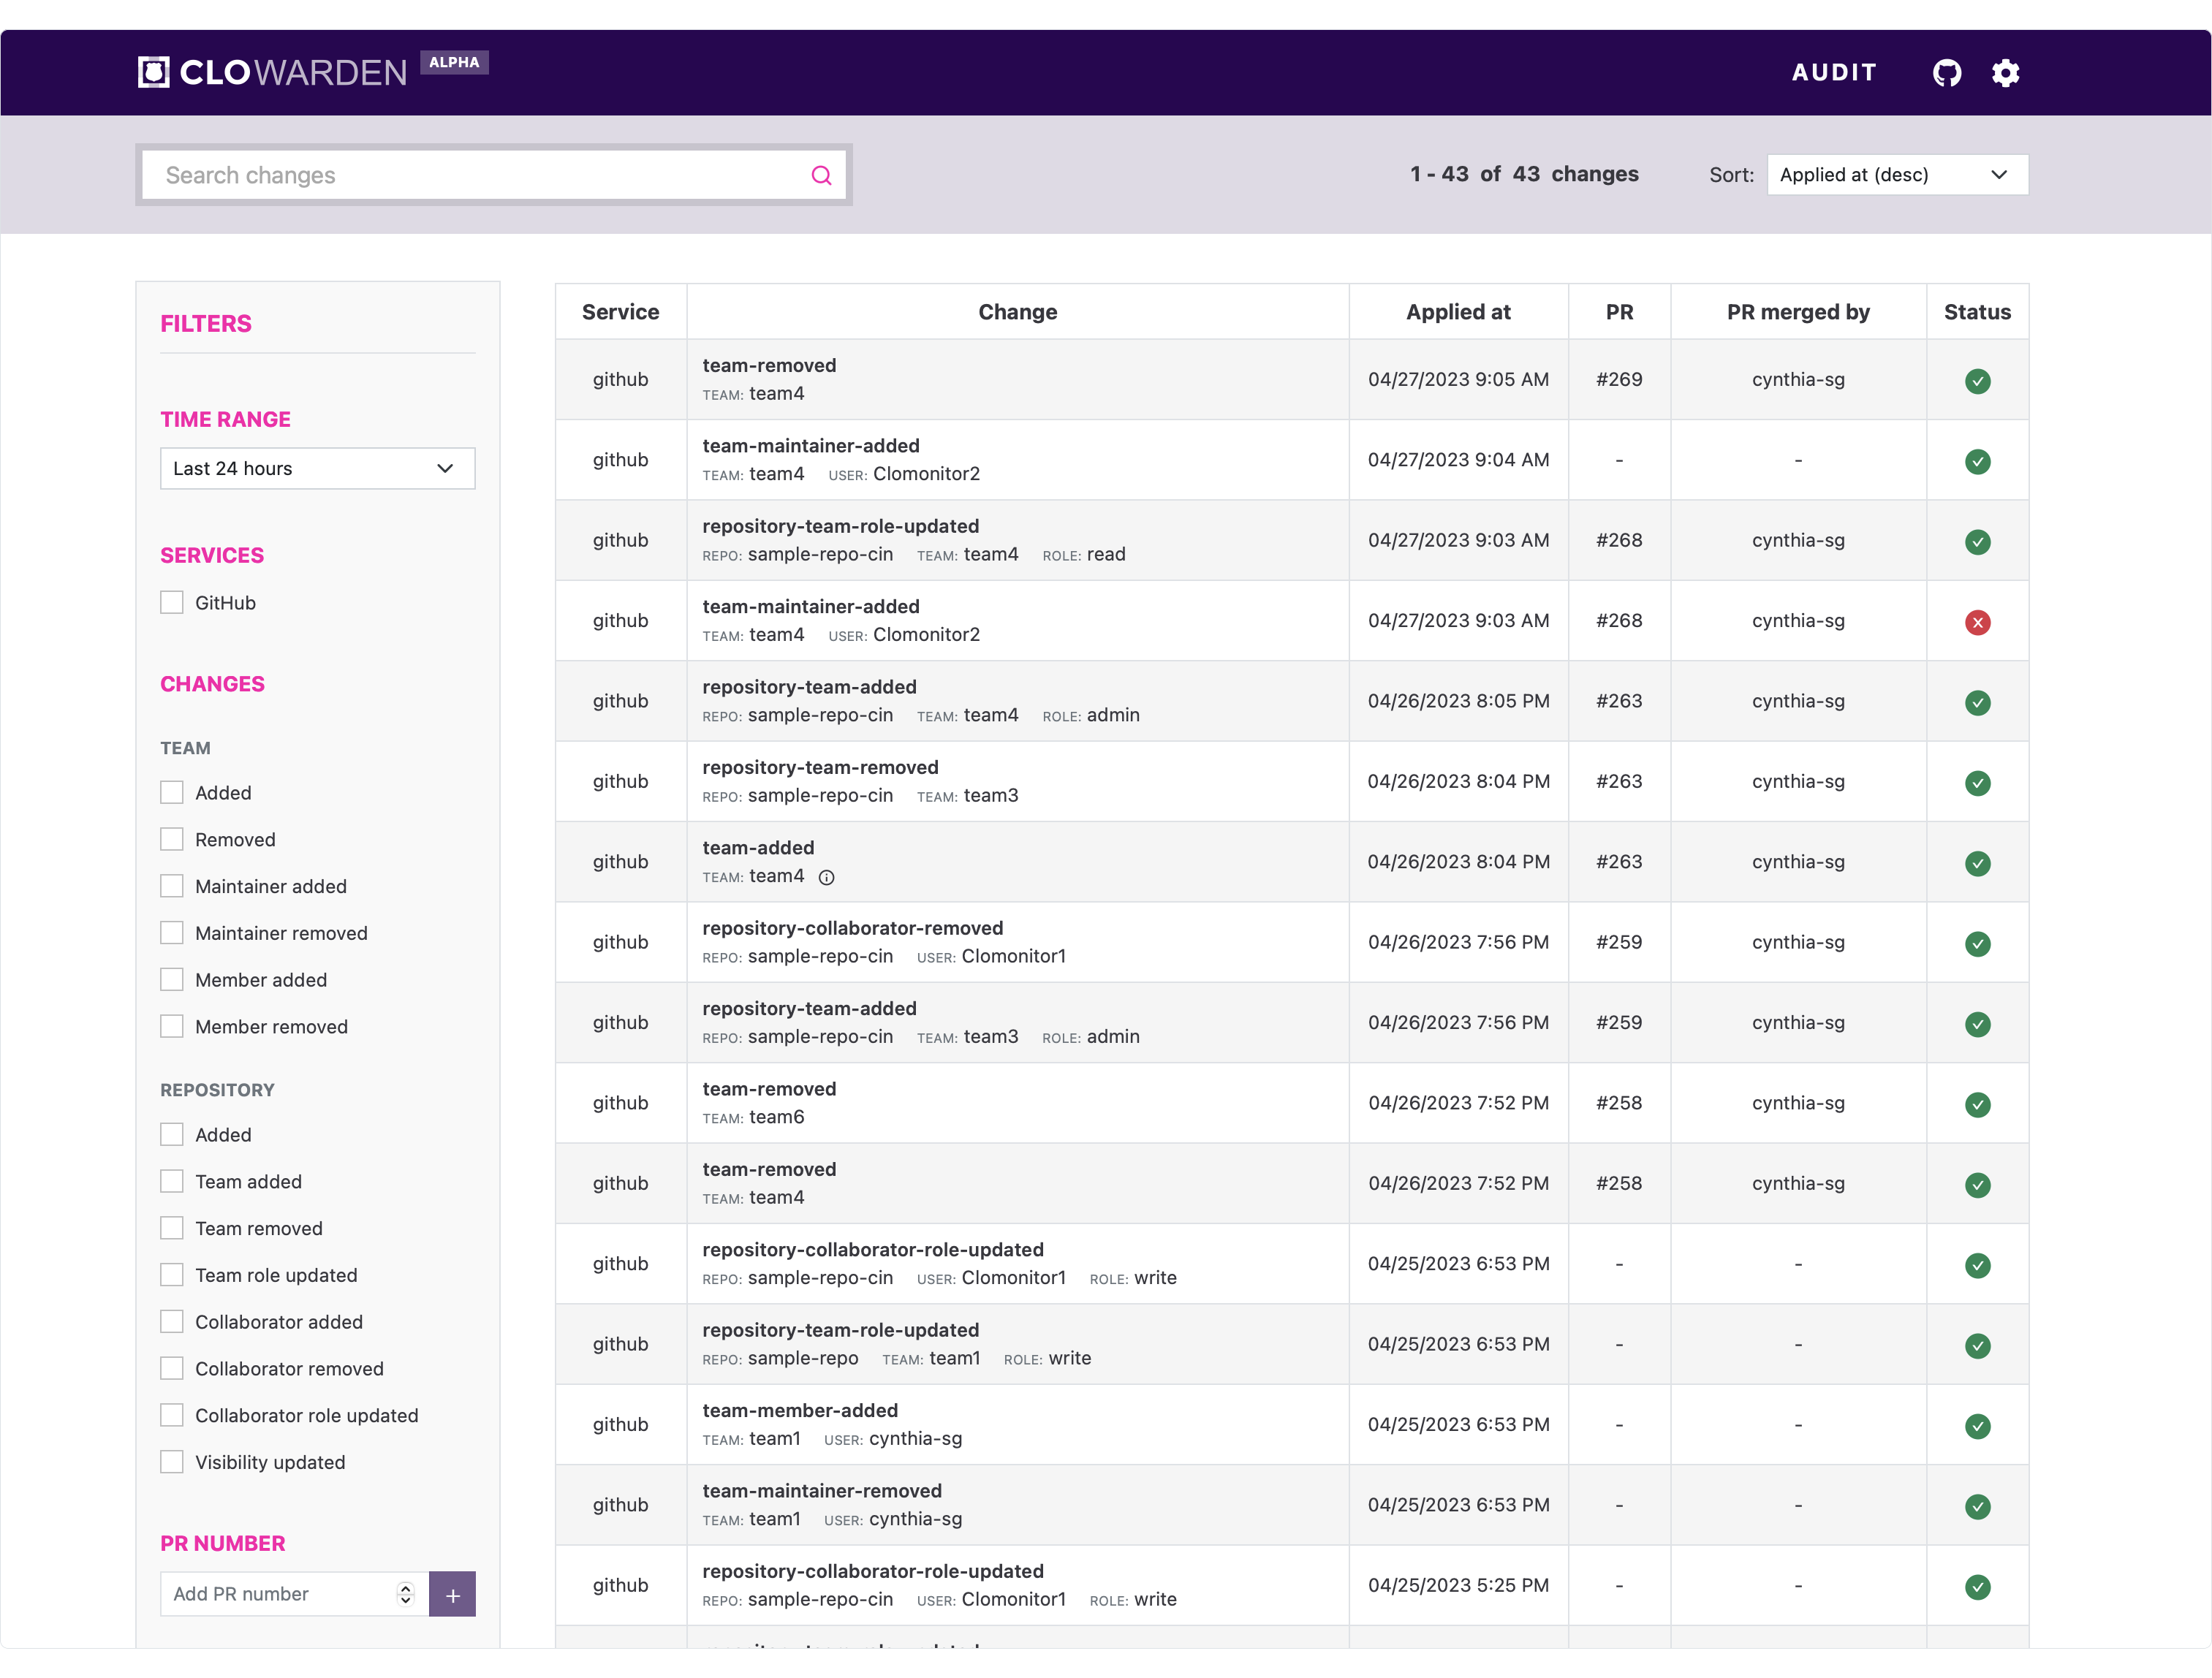 CLOWARDEN ALPHA
AUDIT
Search changes
1 - 43 of 43 changes
Sort: Applied at (desc)
FILTERS
TIME RANGE
Last 24 hours
SERVICES
GitHub
CHANGES
TEAM
Added
Removed
Maintainer added
Maintainer removed
Member added
Member removed
REPOSITORY
Added
Team added
Team removed
Team role updated
Collaborator added
Collaborator removed
Collaborator role updated
Visibility updated
PR NUMBER
Add PR number +
Service Change Applied at PR PR merged by Status
team-removed
github 04/27/2023 9:05 AM #269 cynthia-sg
TEAM: team4
team-maintainer-added
github 04/27/2023 9:04 AM - -
TEAM: team4 USER: Clomonitor2
repository-team-role-updated
github 04/27/2023 9:03 AM #268 cynthia-sg
REPO: sample-repo-cin TEAM: team4 ROLE: read
team-maintainer-added
github 04/27/2023 9:03 AM #268 cynthia-sg
TEAM: team4 USER: Clomonitor2
repository-team-added
github 04/26/2023 8:05 PM #263 cynthia-sg
REPO: sample-repo-cin TEAM: team4 ROLE: admin
repository-team-removed
github 04/26/2023 8:04 PM #263 cynthia-sg
REPO: sample-repo-cin TEAM: team3
team-added
github 04/26/2023 8:04 PM #263 cynthia-sg
TEAM: team4
repository-collaborator-removed
github 04/26/2023 7:56 PM #259 cynthia-sg
REPO: sample-repo-cin USER: Clomonitor1
repository-team-added
github 04/26/2023 7:56 PM #259 cynthia-sg
REPO: sample-repo-cin TEAM: team3 ROLE: admin
team-removed
github 04/26/2023 7:52 PM #258 cynthia-sg
TEAM: team6
team-removed
github 04/26/2023 7:52 PM #258 cynthia-sg
TEAM: team4
repository-collaborator-role-updated
github 04/25/2023 6:53 PM - -
REPO: sample-repo-cin USER: Clomonitor1 ROLE: write
repository-team-role-updated
github 04/25/2023 6:53 PM - -
REPO: sample-repo TEAM: team1 ROLE: write
team-member-added
github 04/25/2023 6:53 PM - -
TEAM: team1 USER: cynthia-sg
team-maintainer-removed
github 04/25/2023 6:53 PM - -
TEAM: team1 USER: cynthia-sg
repository-collaborator-role-updated
github 04/25/2023 5:25 PM - -
REPO: sample-repo-cin USER: Clomonitor1 ROLE: write